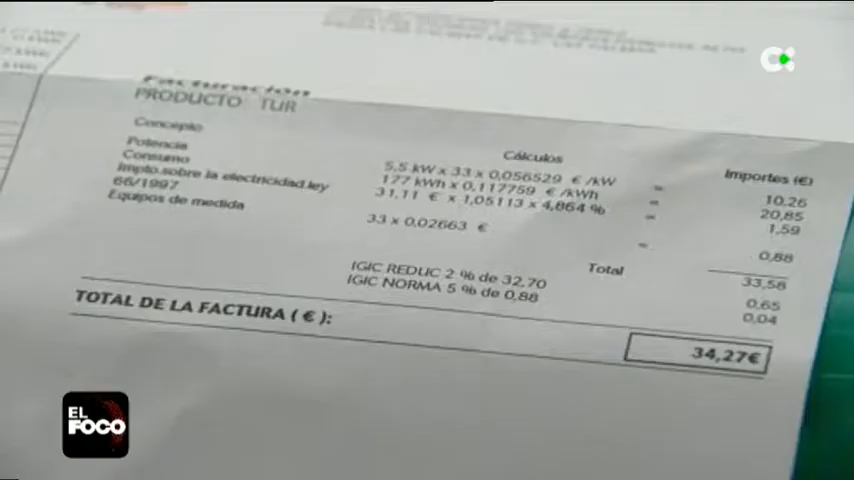 Facturación
PRODUCTO TUR
Concepto Cálculos Importes (€)
Potencia 5,5 kW x 33 x 0,056529 €/kW = 10,26
Consumo 177 kWh x 0,117759 €/kWh = 20,85
Impto.sobre la electricidad.ley 31,11 € x 1,05113 x 4,864 % = 1,59
66/1997
Equipos de medida 33 x 0,02663 € = 0,88
Total 33,58
IGIC REDUC 2 % de 32,70 0,65
IGIC NORMA 5 % de 0,88 0,04
TOTAL DE LA FACTURA ( € ): 34,27€
EL
FOCO